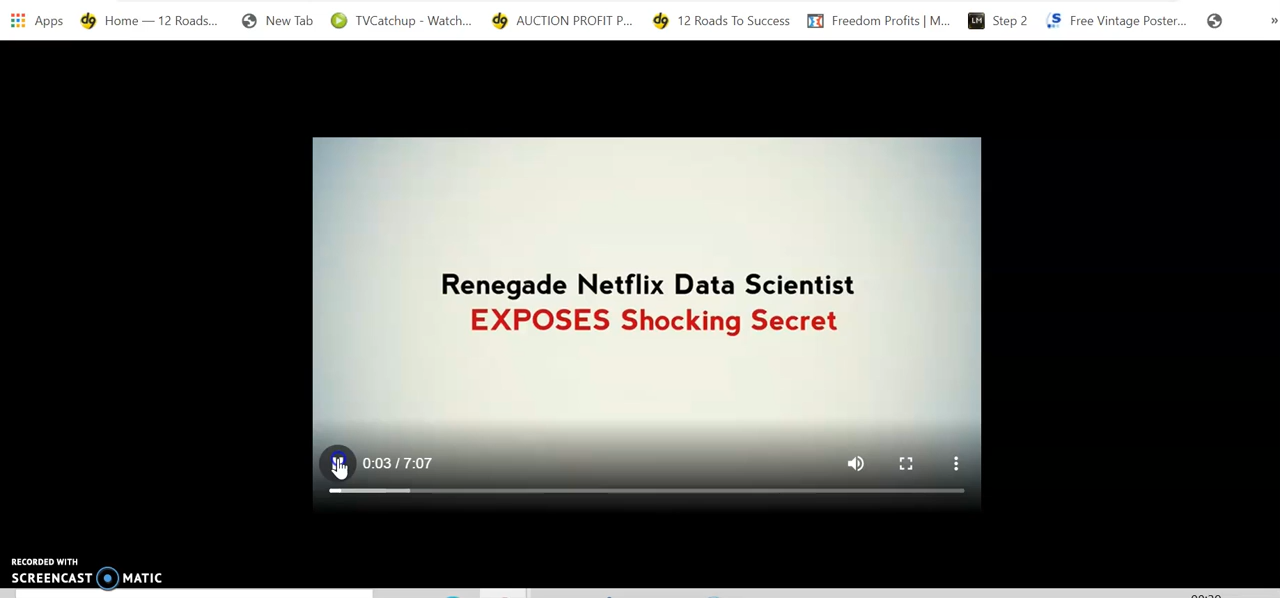 Apps Home — 12 Roads... New Tab TVCatchup - Watch... AUCTION PROFIT P... 12 Roads To Success Freedom Profits | M... LM Step 2 Free Vintage Poster... »
Renegade Netflix Data Scientist
EXPOSES Shocking Secret
0:03 / 7:07
RECORDED WITH
SCREENCAST MATIC